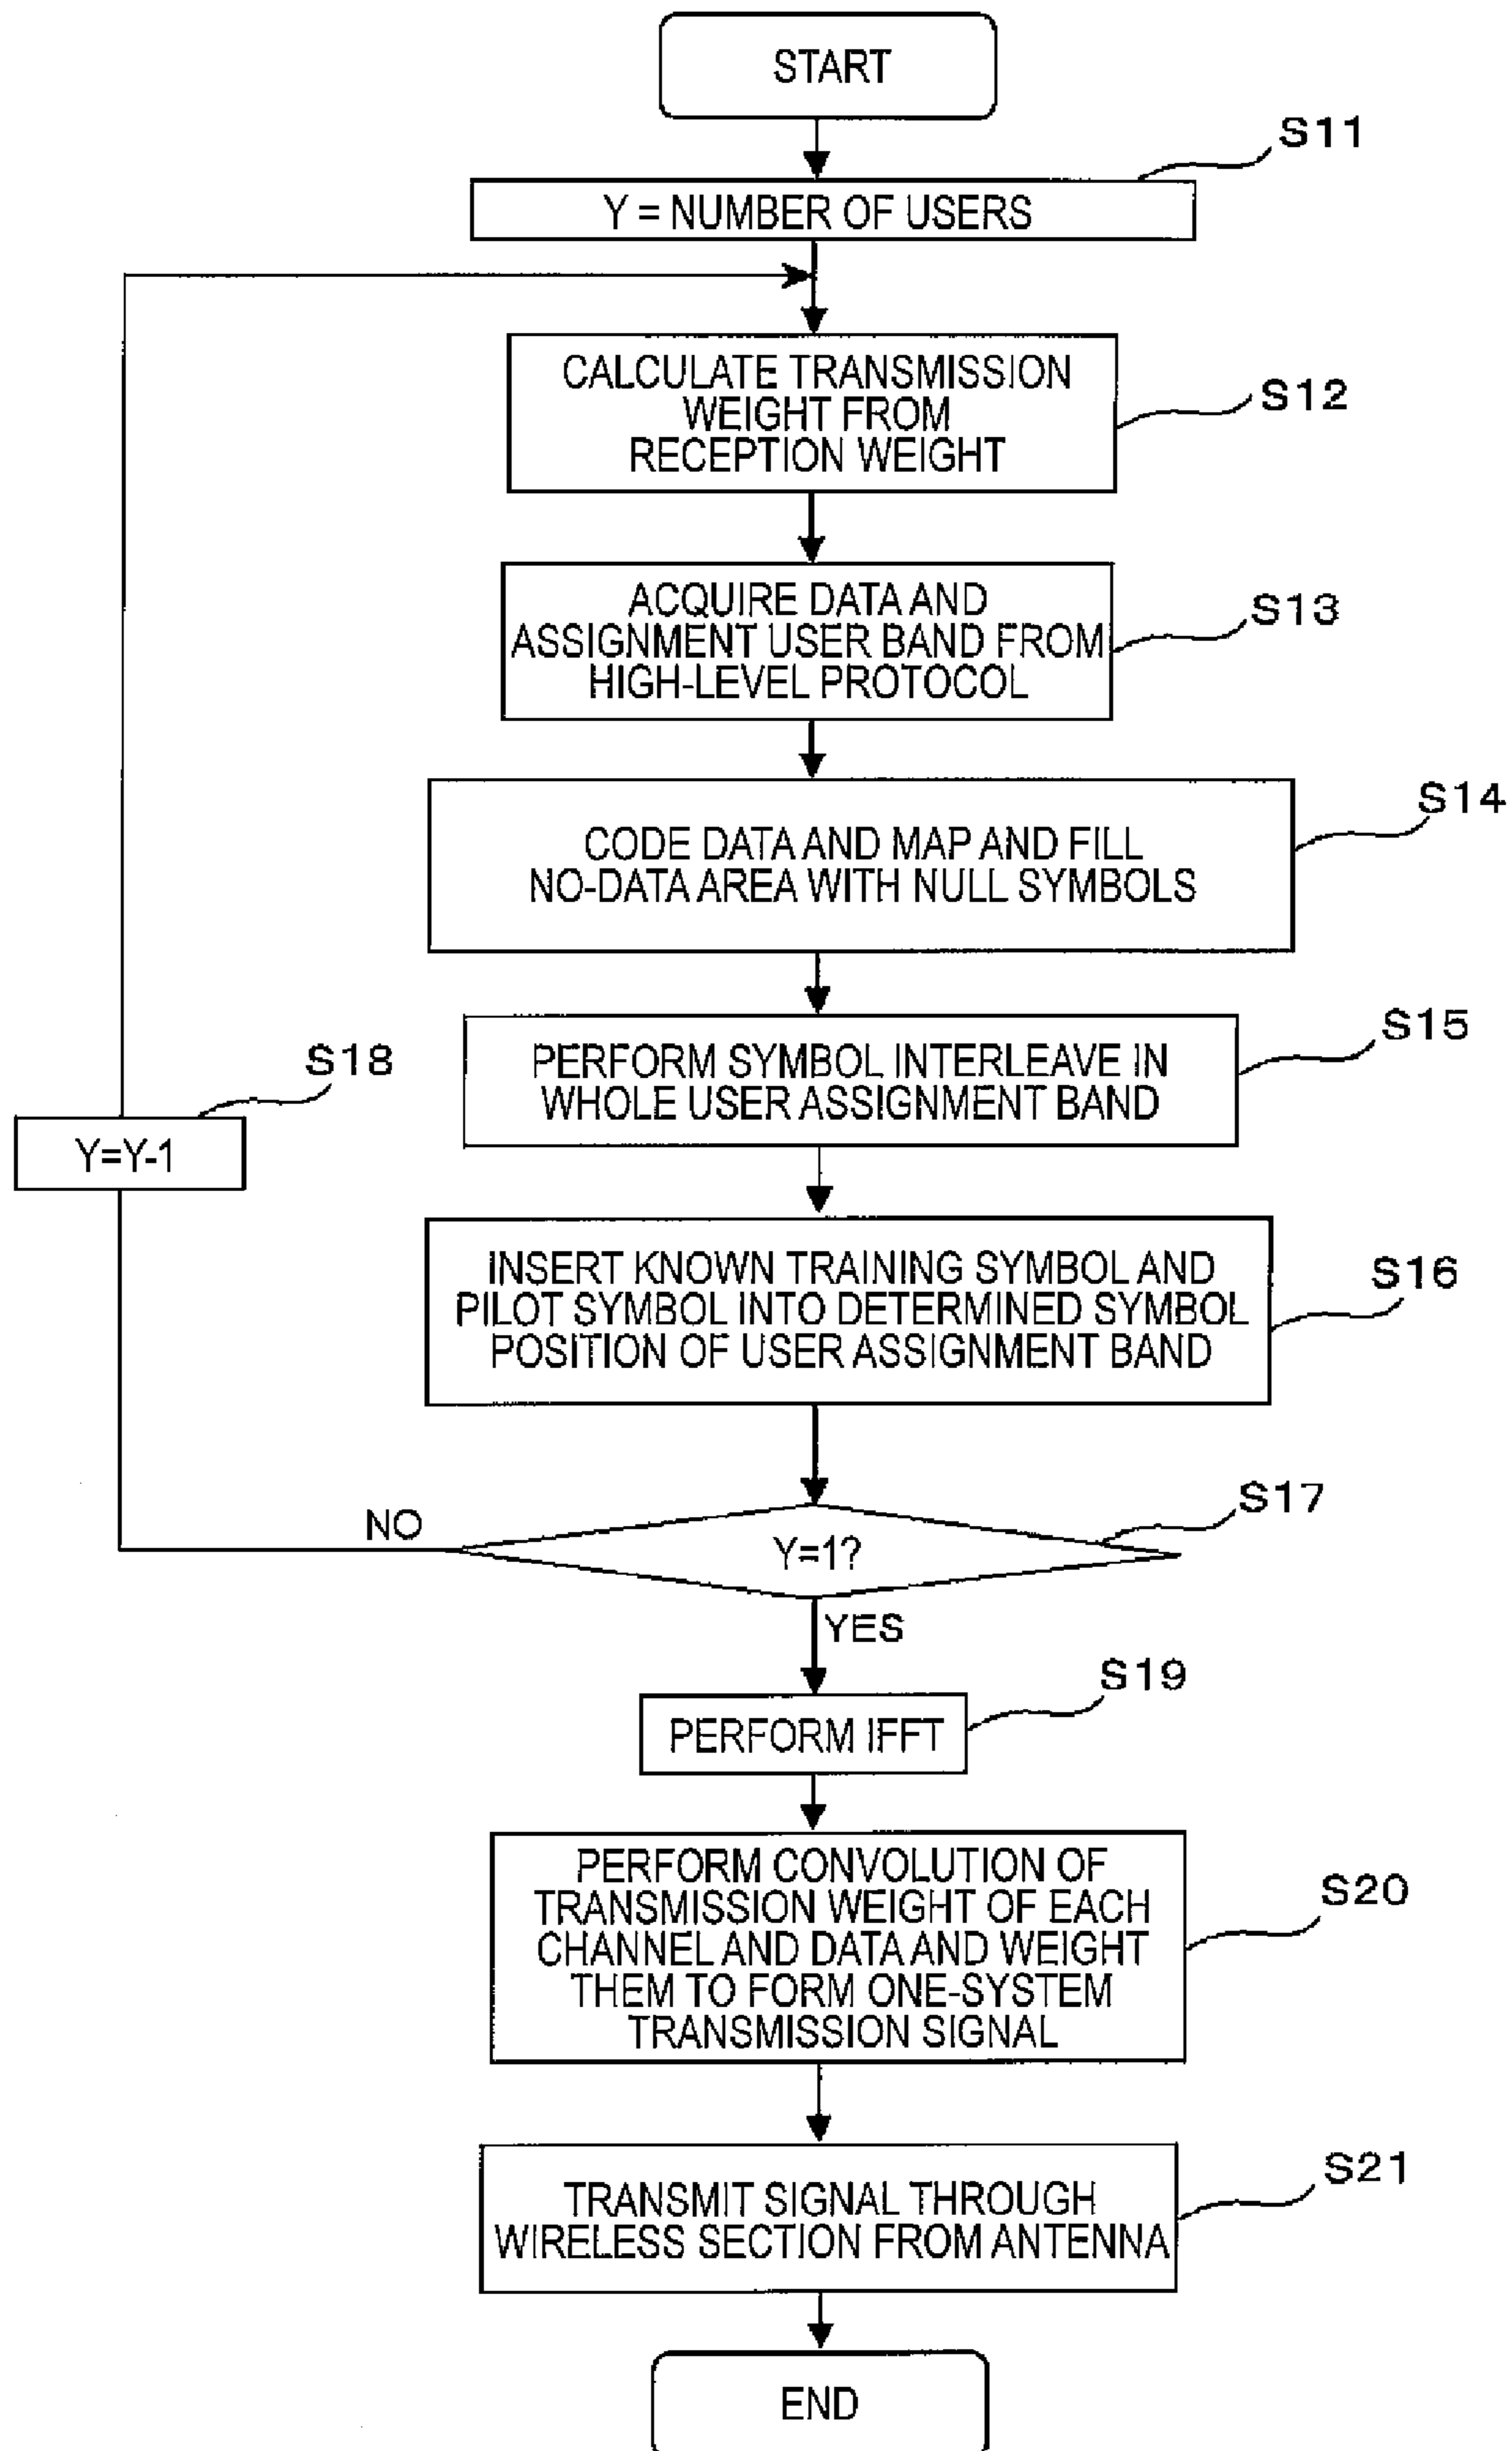 START
S11
Y = NUMBER OF USERS
CALCULATE TRANSMISSION
WEIGHT FROM
RECEPTION WEIGHT
S12
ACQUIRE DATA AND
ASSIGNMENT USER BAND FROM
HIGH-LEVEL PROTOCOL
S13
CODE DATA AND MAP AND FILL
NO-DATA AREA WITH NULL SYMBOLS
S14
PERFORM SYMBOL INTERLEAVE IN
WHOLE USER ASSIGNMENT BAND
S15
S18
Y=Y-1
INSERT KNOWN TRAINING SYMBOL AND
PILOT SYMBOL INTO DETERMINED SYMBOL
POSITION OF USER ASSIGNMENT BAND
S16
S17
NO
Y=1?
YES
S19
PERFORM IFFT
PERFORM CONVOLUTION OF
TRANSMISSION WEIGHT OF EACH
CHANNEL AND DATA AND WEIGHT
THEM TO FORM ONE-SYSTEM
TRANSMISSION SIGNAL
S20
TRANSMIT SIGNAL THROUGH
WIRELESS SECTION FROM ANTENNA
S21
END